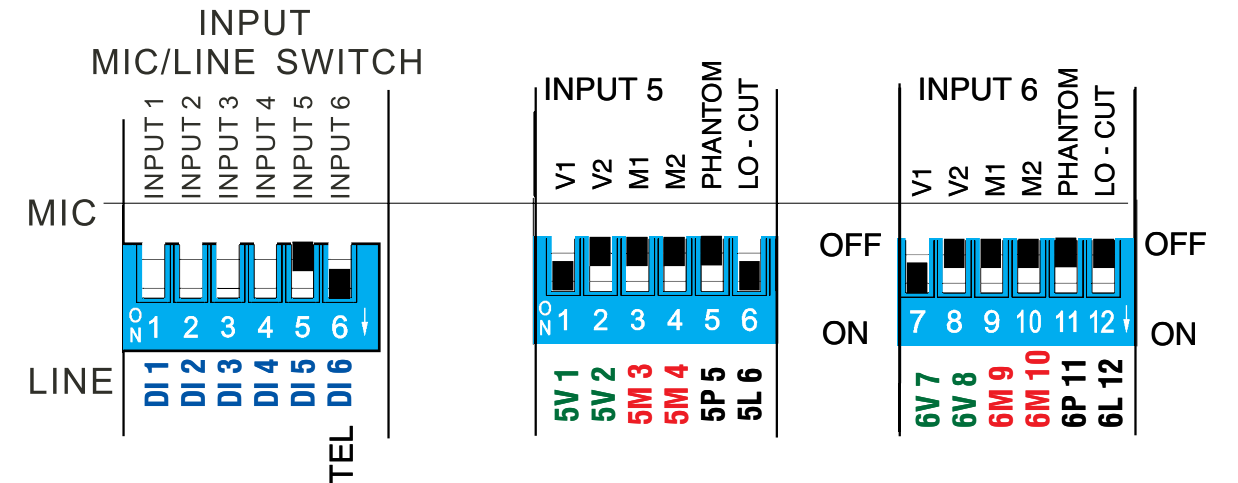 INPUT
MIC/LINE SWITCH
INPUT 1
INPUT 2
INPUT 3
INPUT 4
INPUT 5
INPUT 6
MIC
ON
1 2 3 4 5 6
LINE
DI 1
DI 2
DI 3
DI 4
DI 5
DI 6
TEL
INPUT 5
V1
V2
M1
M2
PHANTOM
LO - CUT
ON
1 2 3 4 5 6
5V 1
5V 2
5M 3
5M 4
5P 5
5L 6
INPUT 6
V1
V2
M1
M2
PHANTOM
LO - CUT
OFF
OFF
7 8 9 10 11 12
ON
ON
6V 7
6V 8
6M 9
6M 10
6P 11
6L 12